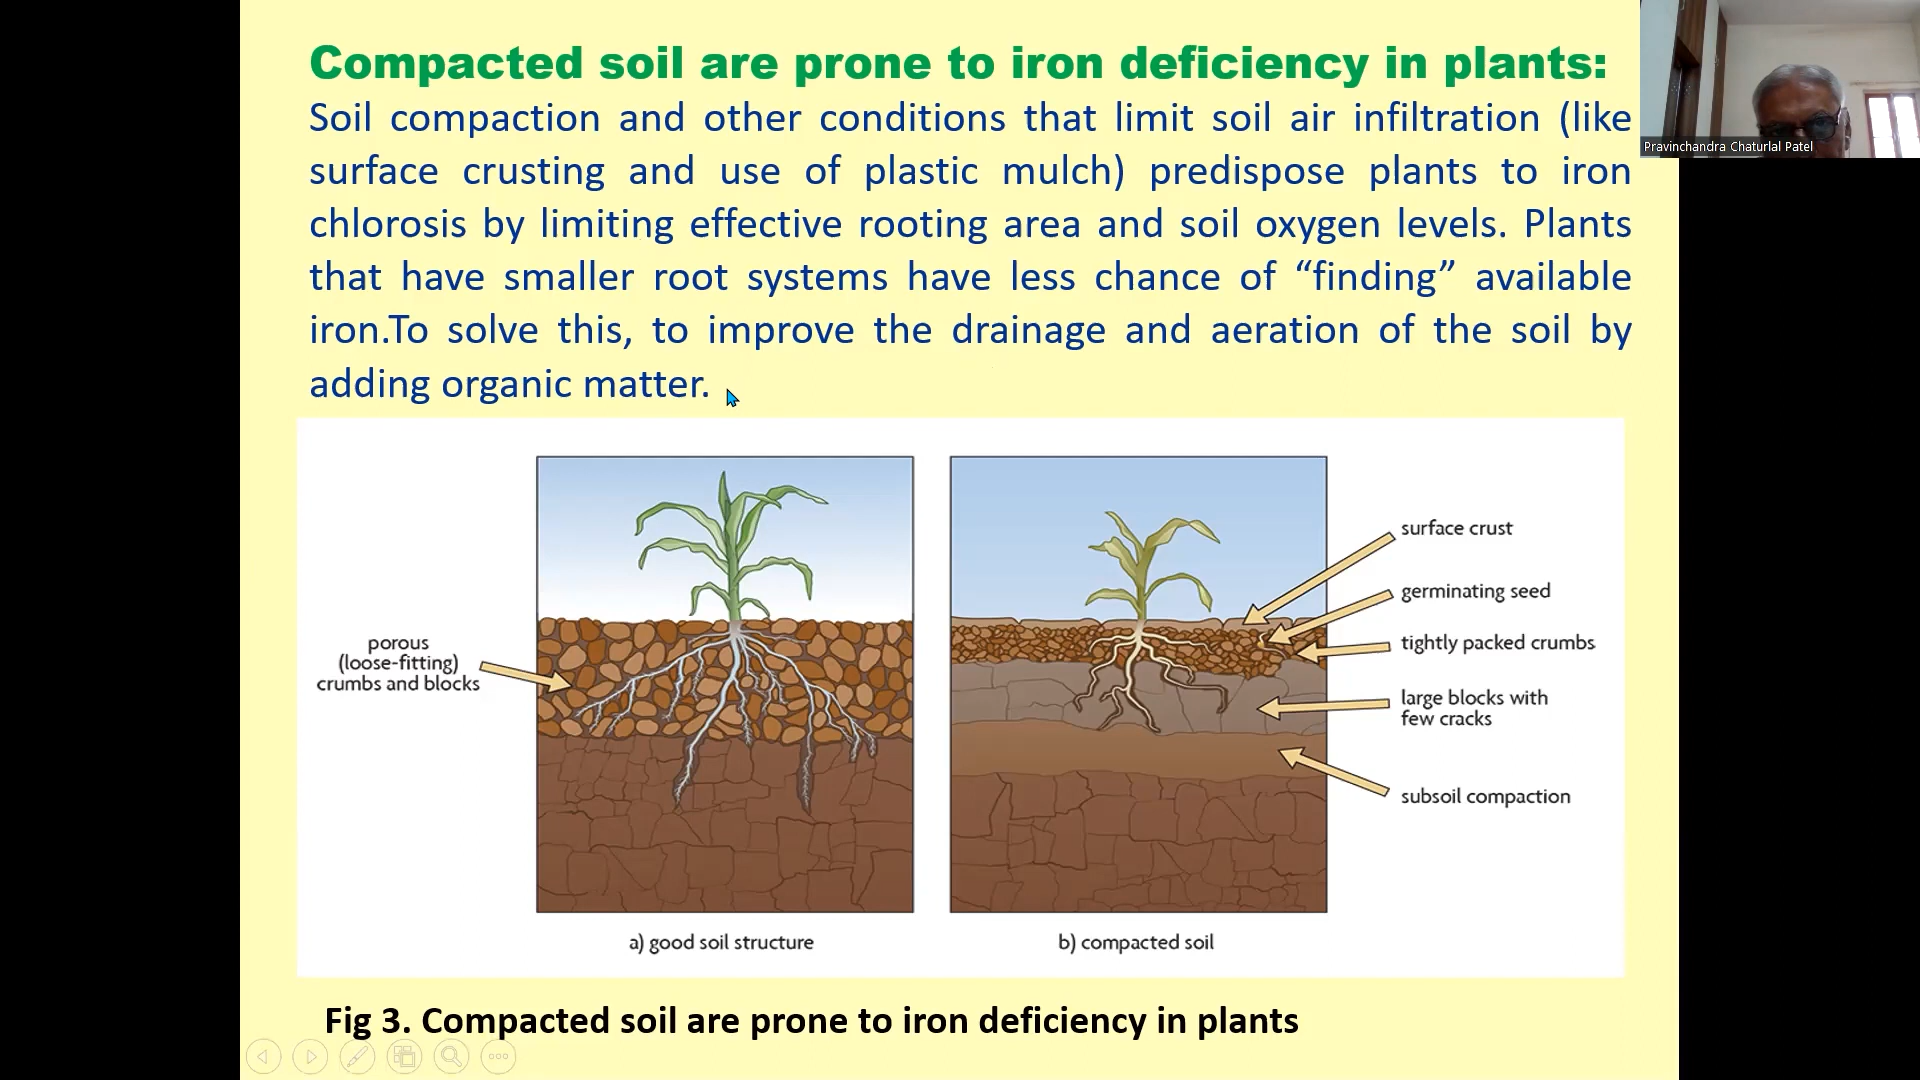 Compacted soil are prone to iron deficiency in plants:
Soil compaction and other conditions that limit soil air infiltration (like
surface crusting and use of plastic mulch) predispose plants to iron
chlorosis by limiting effective rooting area and soil oxygen levels. Plants
that have smaller root systems have less chance of “finding” available
iron.To solve this, to improve the drainage and aeration of the soil by
adding organic matter.
Pravinchandra Chaturlal Patel
porous
(loose-fitting)
crumbs and blocks
surface crust
germinating seed
tightly packed crumbs
large blocks with
few cracks
subsoil compaction
a) good soil structure
b) compacted soil
Fig 3. Compacted soil are prone to iron deficiency in plants